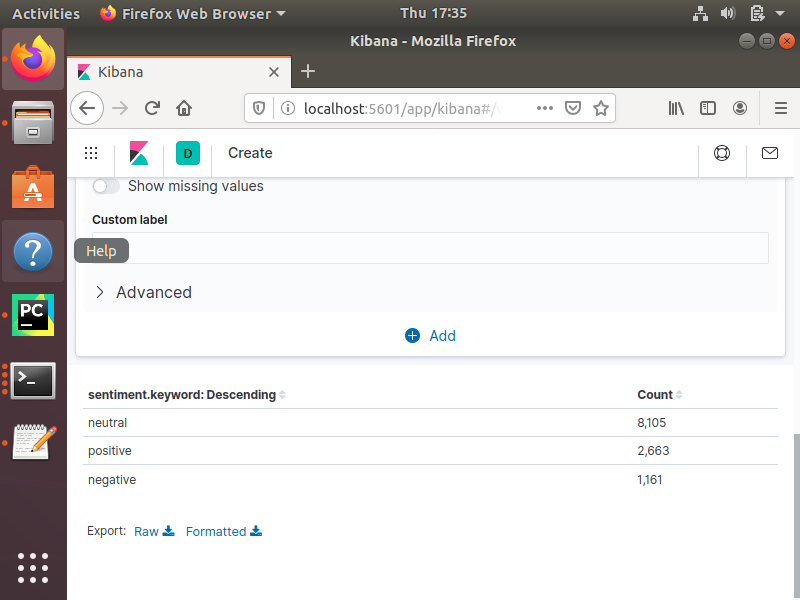 Activities Firefox Web Browser Thu 17:35
Kibana - Mozilla Firefox
Kibana
localhost:5601/app/kibana#/
D Create
Show missing values
Custom label
Help
Advanced
Add
sentiment.keyword: Descending Count
neutral 8,105
positive 2,663
negative 1,161
Export: Raw Formatted